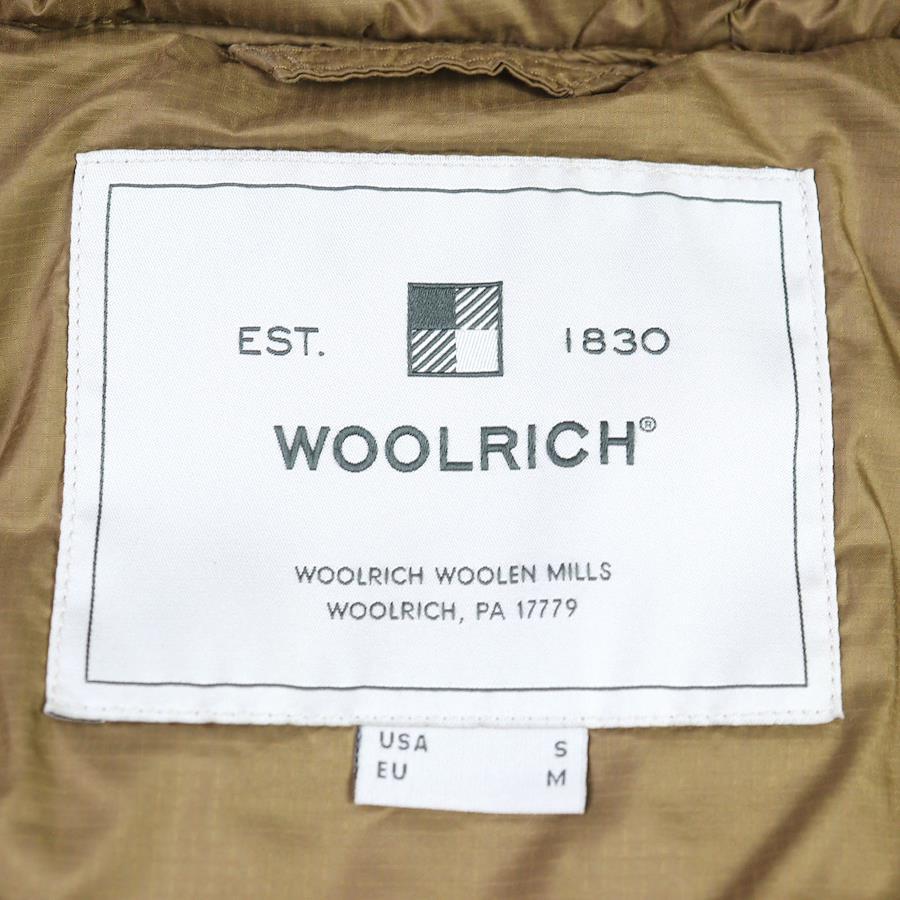 EST. 1830
WOOLRICH®
WOOLRICH WOOLEN MILLS
WOOLRICH, PA 17779
USA S
EU M